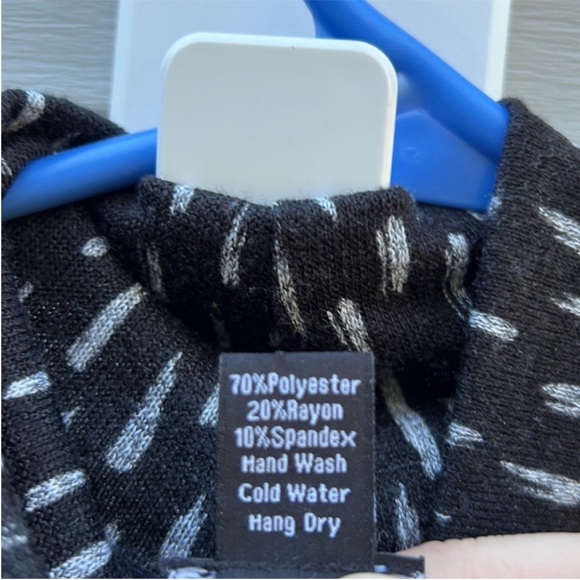 70%Polyester
20%Rayon
10%Spandex
Hand Wash
Cold Water
Hang Dry